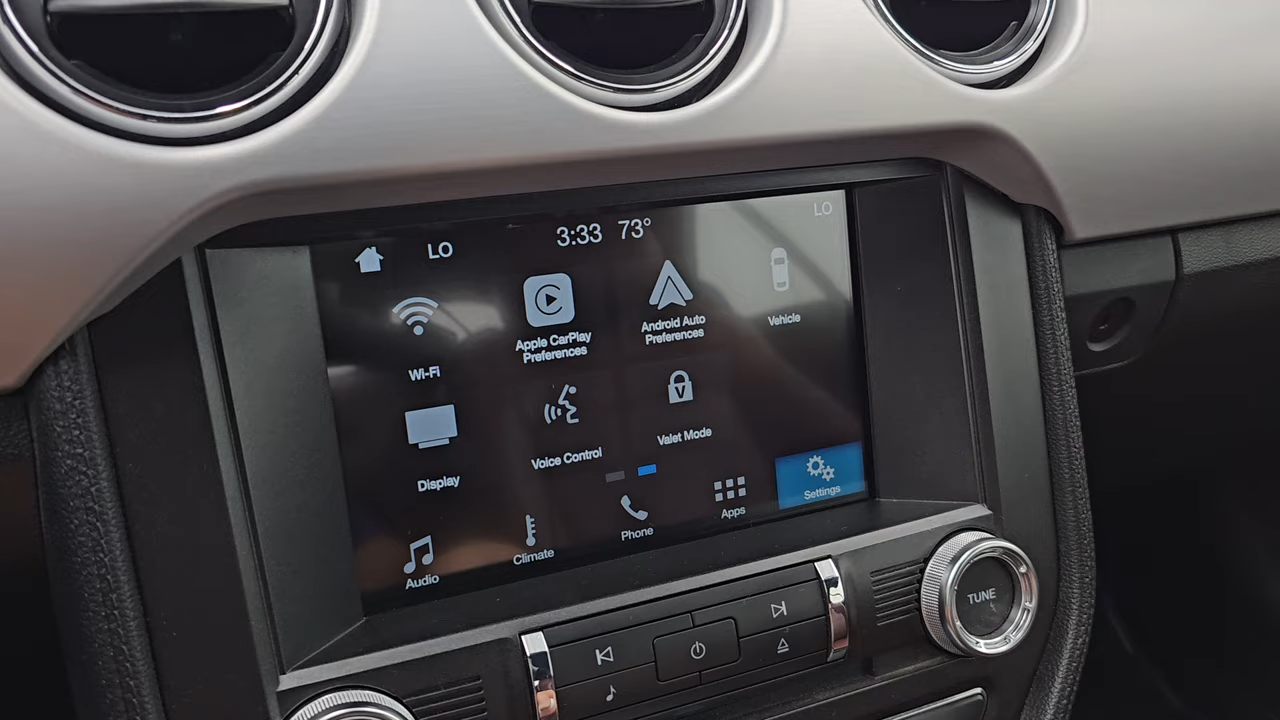 LO
3:33 73°
LO
Wi-Fi
Apple CarPlay
Preferences
Android Auto
Preferences
Vehicle
Display
Voice Control
Valet Mode
V
Audio
Climate
Phone
Apps
Settings
TUNE